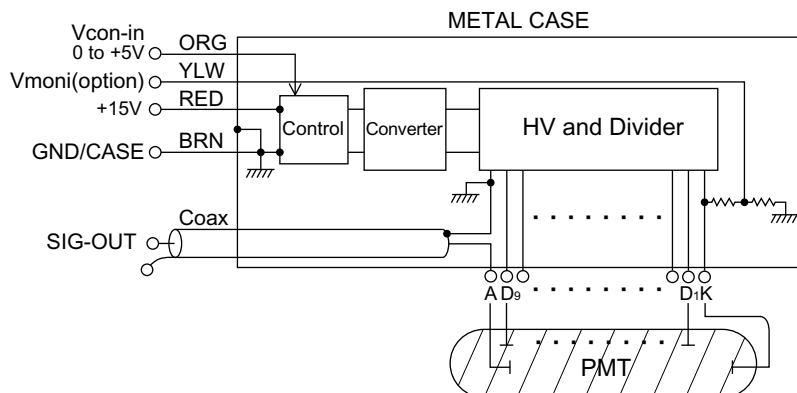 METAL CASE
Vcon-in
0 to +5V
ORG
Vmoni(option)
YLW
+15V
RED
GND/CASE
BRN
Control
Converter
HV and Divider
Coax
SIG-OUT
A D9
D1 K
PMT